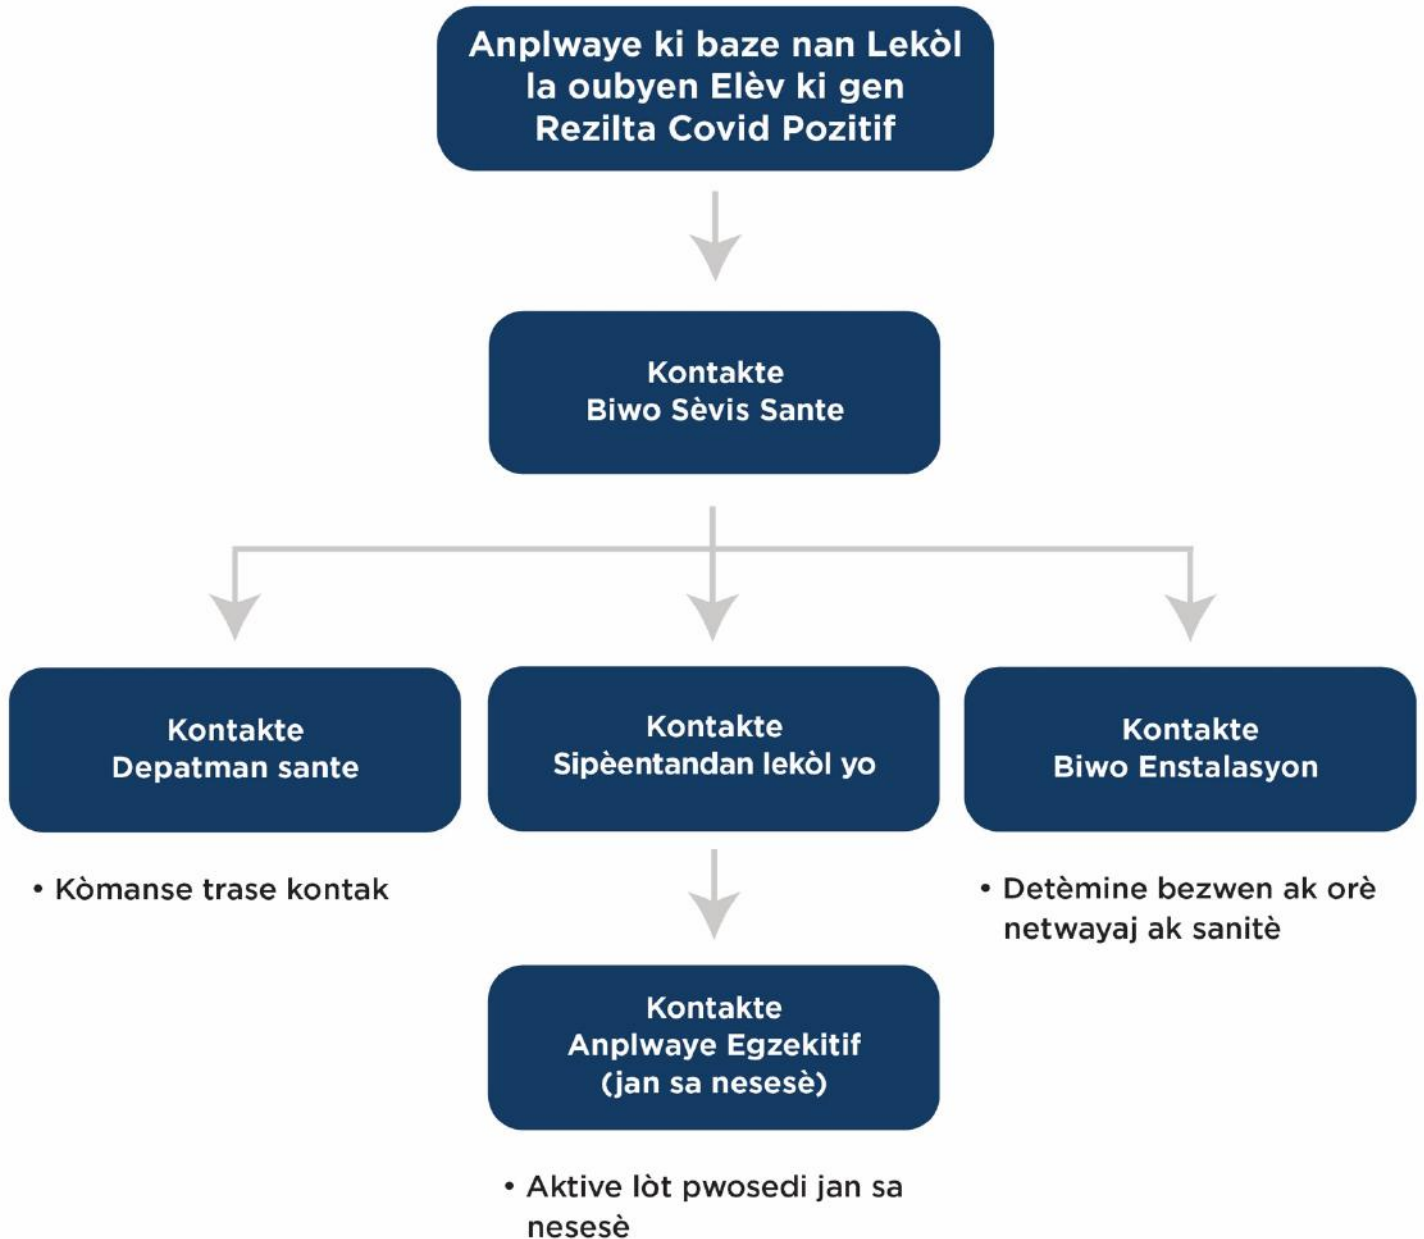 Anplwaye ki baze nan Lekòl
la oubyen Elèv ki gen
Rezilta Covid Pozitif
Kontakte
Biwo Sèvis Sante
Kontakte
Depatman sante
Kontakte
Sipèentandan lekòl yo
Kontakte
Biwo Enstalasyon
• Kòmanse trase kontak
• Detèmine bezwen ak orè
netwayaj ak sanitè
Kontakte
Anplwaye Egzekitif
(jan sa nesesè)
• Aktive lòt pwosedi jan sa
nesesè